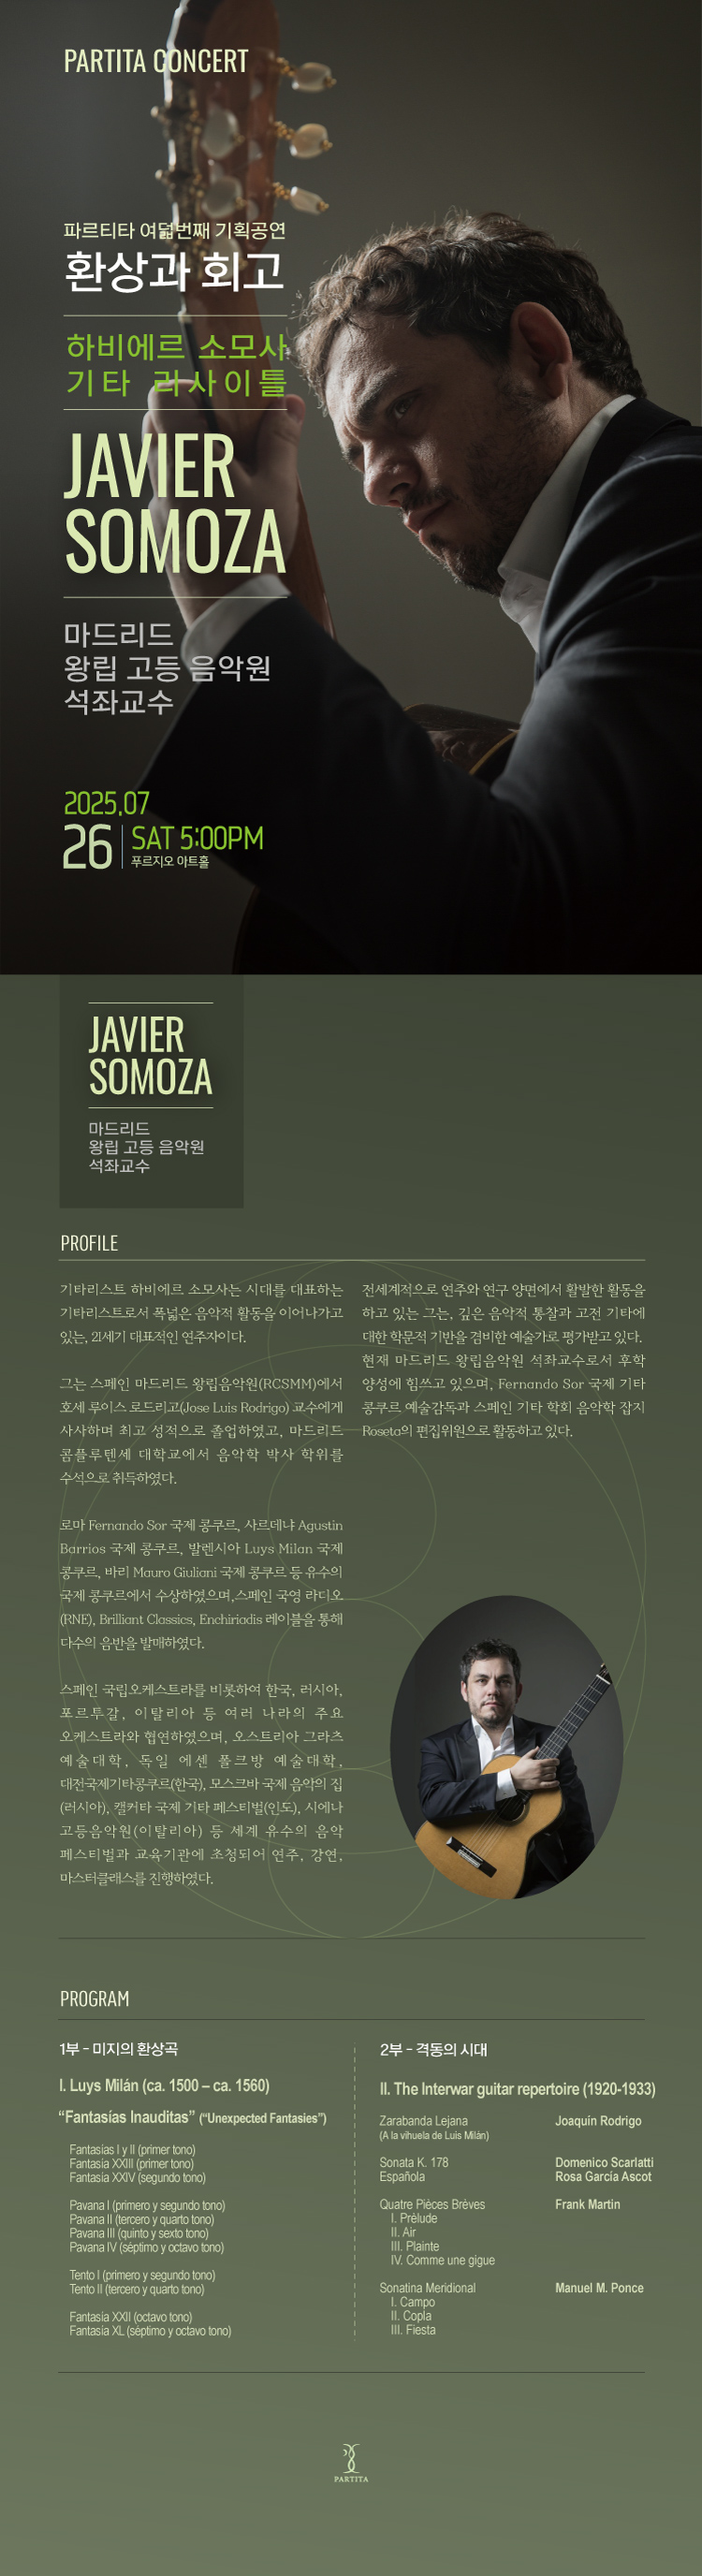 PARTITA CONCERT
파르티타 여덟번째 기획공연
환상과 회고
하비에르 소모사
기타 리사이틀
JAVIER
SOMOZA
마드리드
왕립 고등 음악원
석좌교수
2025.07
26 SAT 5:00PM
푸르지오 아트홀
JAVIER
SOMOZA
마드리드
왕립 고등 음악원
석좌교수
PROFILE
기타리스트 하비에르 소모사는 시대를 대표하는
기타리스트로서 폭넓은 음악적 활동을 이어나가고
있는, 21세기 대표적인 연주자이다.
그는 스페인 마드리드 왕립음악원(RCSMM)에서
호세 루이스 로드리고(Jose Luis Rodrigo) 교수에게
사사하며 최고 성적으로 졸업하였고, 마드리드
콤플루텐세 대학교에서 음악학 박사 학위를
수석으로 취득하였다.
로마 Fernando Sor 국제 콩쿠르, 사르데냐 Agustin
Barrios 국제 콩쿠르, 발렌시아 Luys Milan 국제
콩쿠르, 바리 Mauro Giuliani 국제 콩쿠르 등 유수의
국제 콩쿠르에서 수상하였으며,스페인 국영 라디오
(RNE), Brilliant Classics, Enchiriadis 레이블을 통해
다수의 음반을 발매하였다.
스페인 국립오케스트라를 비롯하여 한국, 러시아,
포르투갈, 이탈리아 등 여러 나라의 주요
오케스트라와 협연하였으며, 오스트리아 그라츠
예술대학, 독일 에센 폴크방 예술대학,
대전국제기타콩쿠르(한국), 모스크바 국제 음악의 집
(러시아), 캘커타 국제 기타 페스티벌(인도), 시에나
고등음악원(이탈리아) 등 세계 유수의 음악
페스티벌과 교육기관에 초청되어 연주, 강연,
마스터클래스를 진행하였다.
전세계적으로 연주와 연구 양면에서 활발한 활동을
하고 있는 그는, 깊은 음악적 통찰과 고전 기타에
대한 학문적 기반을 겸비한 예술가로 평가받고 있다.
현재 마드리드 왕립음악원 석좌교수로서 후학
양성에 힘쓰고 있으며, Fernando Sor 국제 기타
콩쿠르 예술감독과 스페인 기타 학회 음악학 잡지
Roseta의 편집위원으로 활동하고 있다.
PROGRAM
1부 - 미지의 환상곡
I. Luys Milán (ca. 1500 – ca. 1560)
“Fantasías Inauditas” (“Unexpected Fantasies”)
Fantasías I y II (primer tono)
Fantasía XXIII (primer tono)
Fantasía XXIV (segundo tono)
Pavana I (primero y segundo tono)
Pavana II (tercero y quarto tono)
Pavana III (quinto y sexto tono)
Pavana IV (séptimo y octavo tono)
Tento I (primero y segundo tono)
Tento II (tercero y quarto tono)
Fantasía XXII (octavo tono)
Fantasía XL (séptimo y octavo tono)
2부 - 격동의 시대
II. The Interwar guitar repertoire (1920-1933)
Zarabanda Lejana Joaquín Rodrigo
(A la vihuela de Luis Milán)
Sonata K. 178 Domenico Scarlatti
Española Rosa García Ascot
Quatre Pièces Brèves Frank Martin
I. Prélude
II. Air
III. Plainte
IV. Comme une gigue
Sonatina Meridional Manuel M. Ponce
I. Campo
II. Copla
III. Fiesta
PARTITA